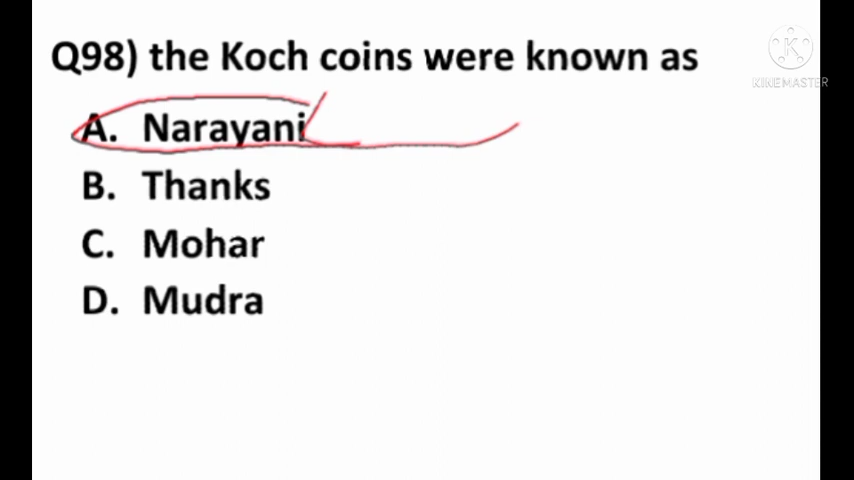 Q98) the Koch coins were known as
A. Narayani
B. Thanks
C. Mohar
D. Mudra
K
KINEMASTER